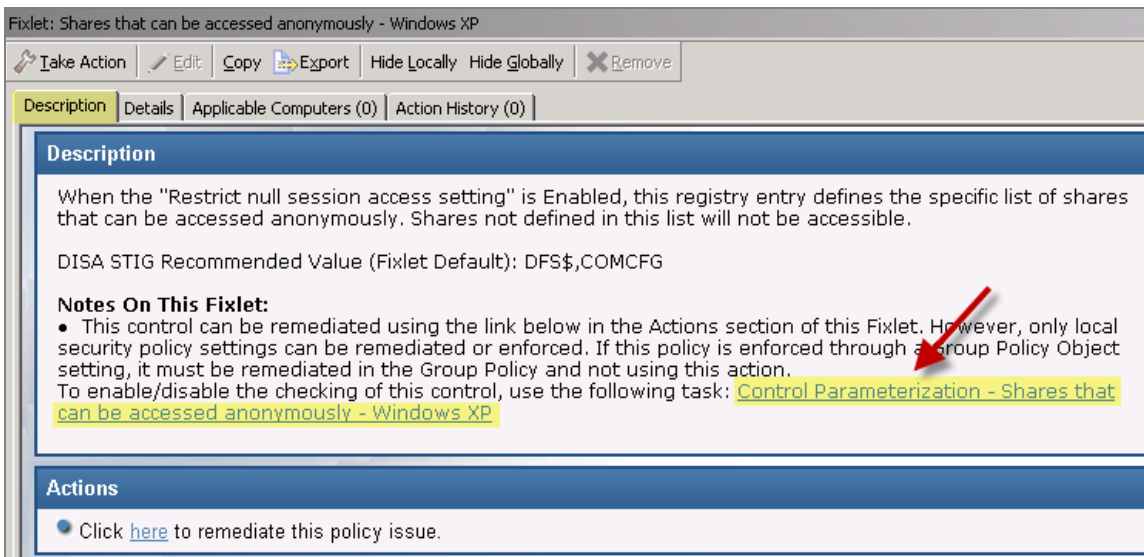 Fixlet: Shares that can be accessed anonymously - Windows XP
Take Action Edit Copy Export Hide Locally Hide Globally Remove
Description Details Applicable Computers (0) Action History (0)
Description
When the "Restrict null session access setting" is Enabled, this registry entry defines the specific list of shares
that can be accessed anonymously. Shares not defined in this list will not be accessible.
DISA STIG Recommended Value (Fixlet Default): DFS$,COMCFG
Notes On This Fixlet:
• This control can be remediated using the link below in the Actions section of this Fixlet. However, only local
security policy settings can be remediated or enforced. If this policy is enforced through a Group Policy Object
setting, it must be remediated in the Group Policy and not using this action.
To enable/disable the checking of this control, use the following task: Control Parameterization - Shares that
can be accessed anonymously - Windows XP
Actions
Click here to remediate this policy issue.